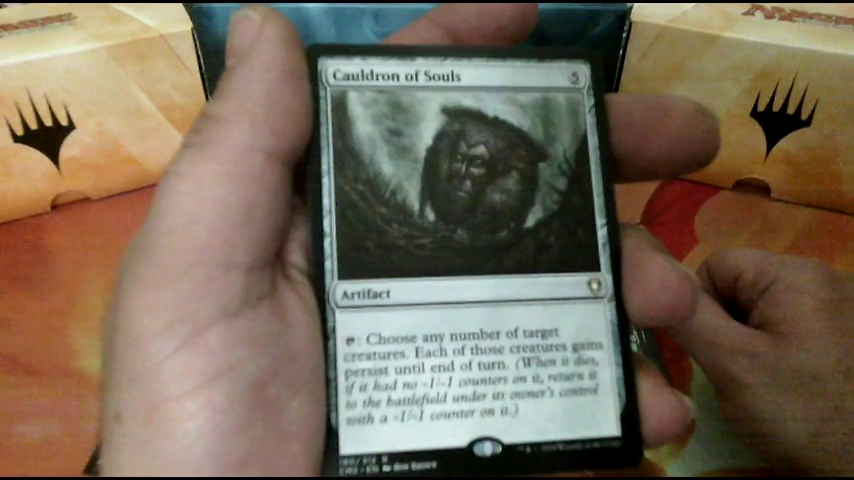 Cauldron of Souls 5
Artifact
: Choose any number of target
creatures. Each of those creatures gains
persist until end of turn. (When it dies,
if it had no -1/-1 counters on it, return it
to the battlefield under its owner's control
with a -1/-1 counter on it.)